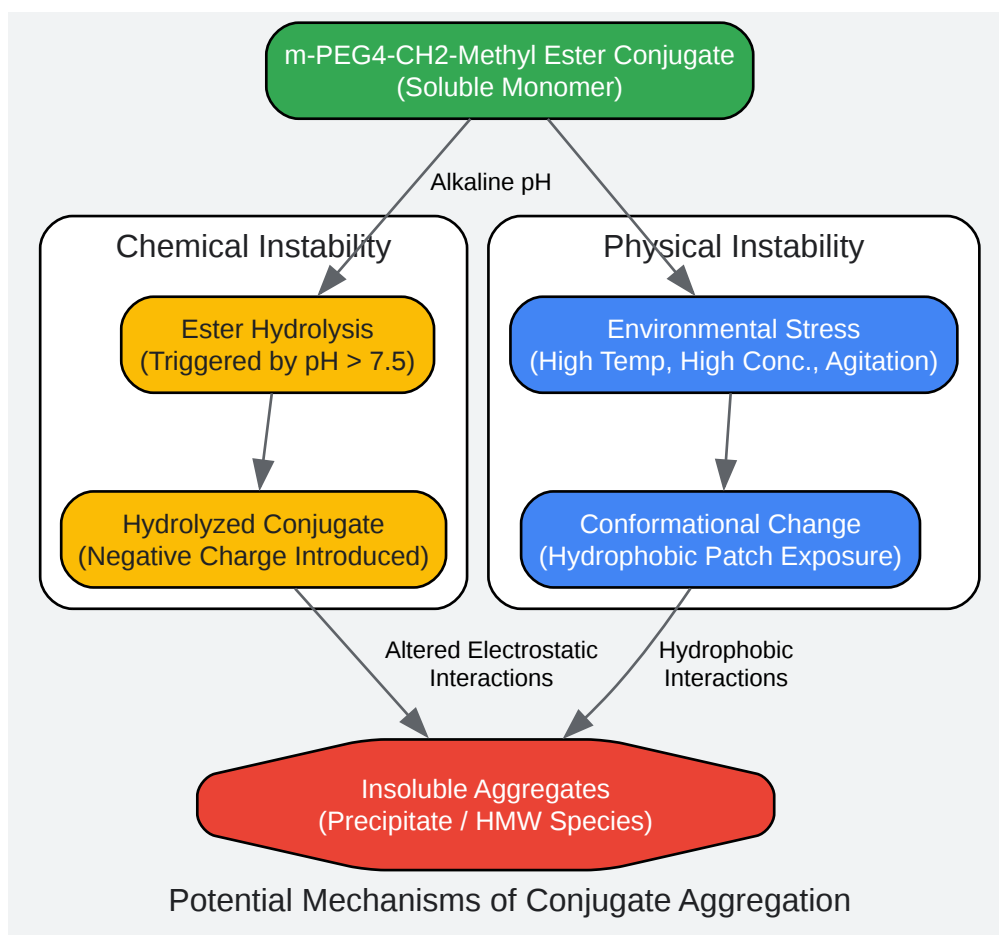 m-PEG4-CH2-Methyl Ester Conjugate
(Soluble Monomer)
Alkaline pH
Chemical Instability
Ester Hydrolysis
(Triggered by pH > 7.5)
Hydrolyzed Conjugate
(Negative Charge Introduced)
Physical Instability
Environmental Stress
(High Temp, High Conc., Agitation)
Conformational Change
(Hydrophobic Patch Exposure)
Altered Electrostatic
Interactions
Hydrophobic
Interactions
Insoluble Aggregates
(Precipitate / HMW Species)
Potential Mechanisms of Conjugate Aggregation